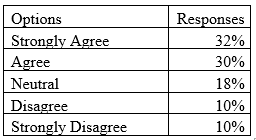 Options Responses
Strongly Agree 32%
Agree 30%
Neutral 18%
Disagree 10%
Strongly Disagree 10%